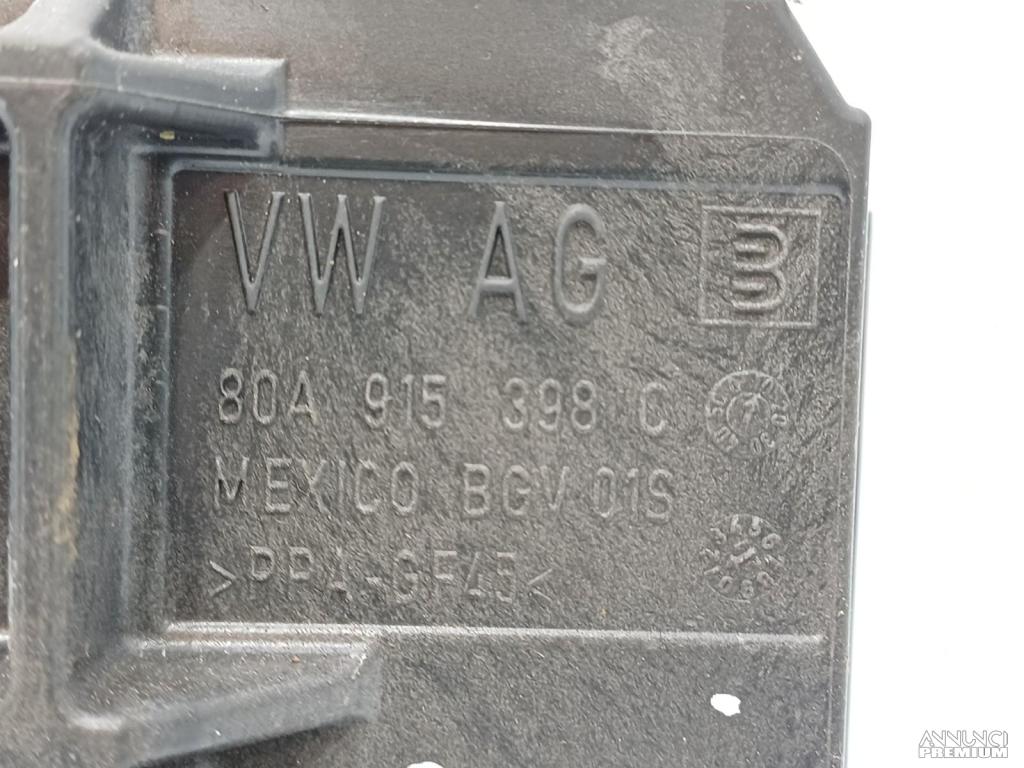 VW AG
80A 915 398 C
MEXICO BGV 01S
>PPA-GF45<
ANNUNCI
PREMIUM